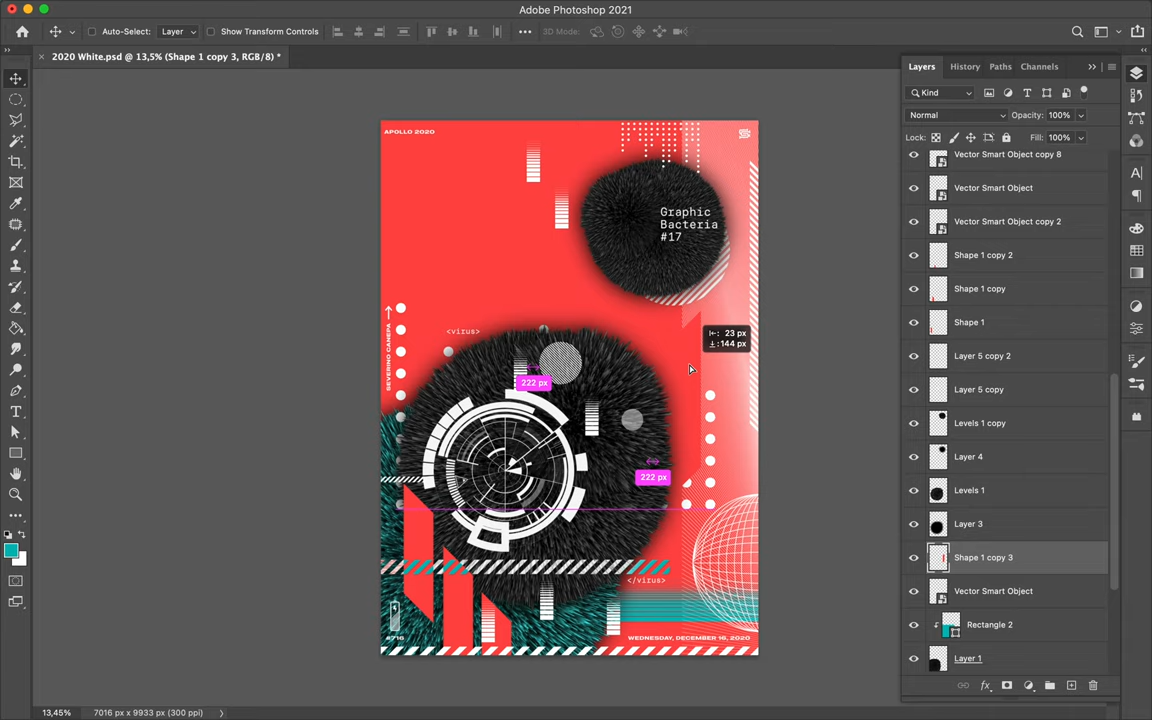 Adobe Photoshop 2021
Auto-Select:
Layer
Show Transform Controls
3D Mode:
2020 White.psd @ 13,5% (Shape 1 copy 3, RGB/8) *
Layers
History
Paths
Channels
Kind
Normal
Opacity:
100%
Lock:
Fill:
100%
Vector Smart Object copy 8
Vector Smart Object
Vector Smart Object copy 2
Shape 1 copy 2
Shape 1 copy
Shape 1
Layer 5 copy 2
Layer 5 copy
Levels 1 copy
Layer 4
Levels 1
Layer 3
Shape 1 copy 3
Vector Smart Object
Rectangle 2
Layer 1
fx
APOLLO 2020
Graphic
Bacteria
#17
SEVERINO CANEPA
<virus>
23 px
144 px
222 px
222 px
</virus>
#716
WEDNESDAY, DECEMBER 16, 2020
13,45%
7016 px x 9933 px (300 ppi)